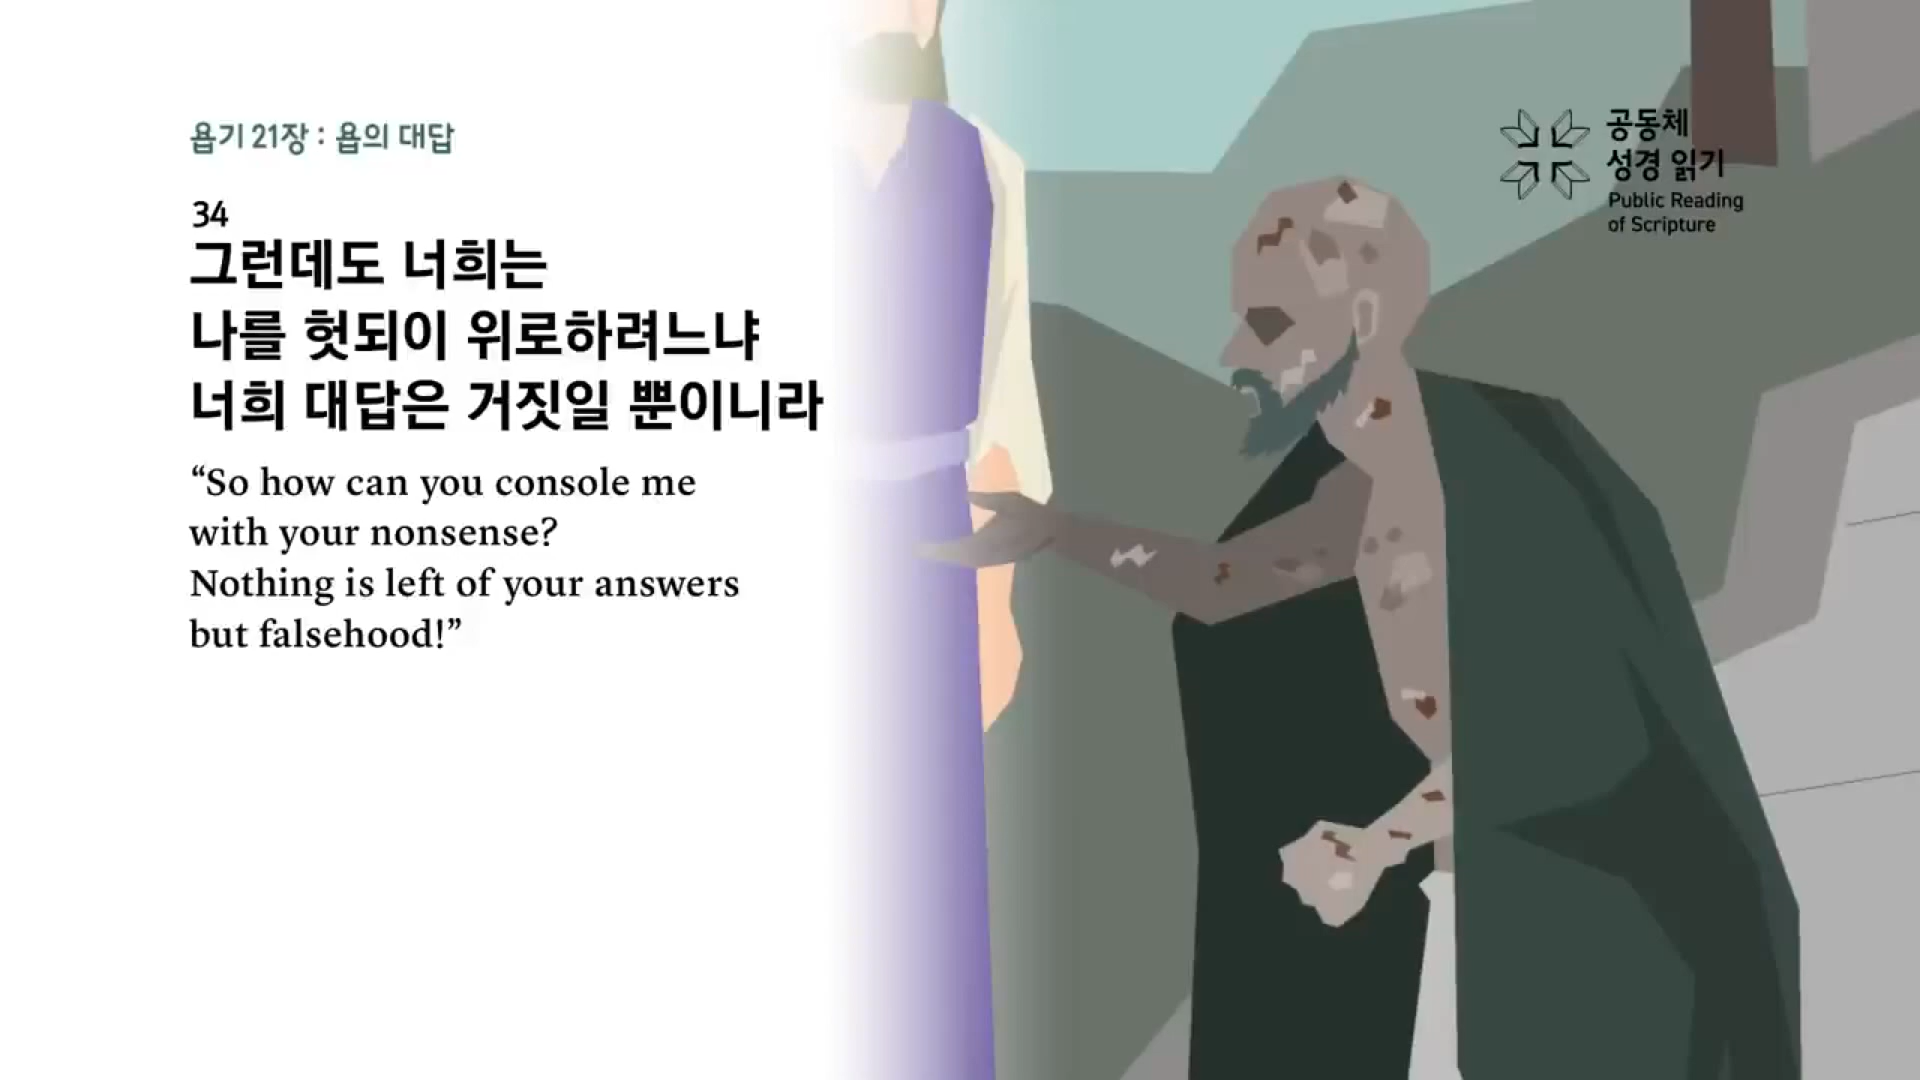 욥기 21장 : 욥의 대답
34
그런데도 너희는
나를 헛되이 위로하려느냐
너희 대답은 거짓일 뿐이니라
“So how can you console me
with your nonsense?
Nothing is left of your answers
but falsehood!”
공동체
성경 읽기
Public Reading
of Scripture